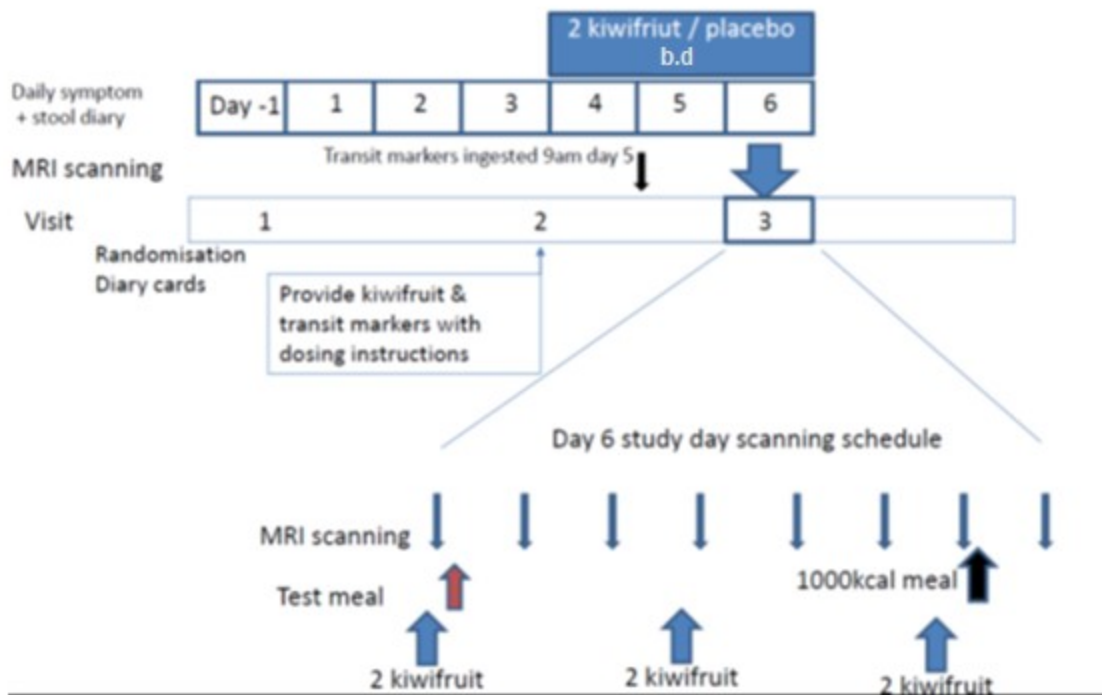 2 kiwifriut / placebo
b.d
Daily symptom
+ stool diary
Day -1 1 2 3 4 5 6
Transit markers ingested 9am day 5
MRI scanning
Visit 1 2 3
Randomisation
Diary cards
Provide kiwifruit &
transit markers with
dosing instructions
Day 6 study day scanning schedule
MRI scanning
Test meal
1000kcal meal
2 kiwifruit 2 kiwifruit 2 kiwifruit